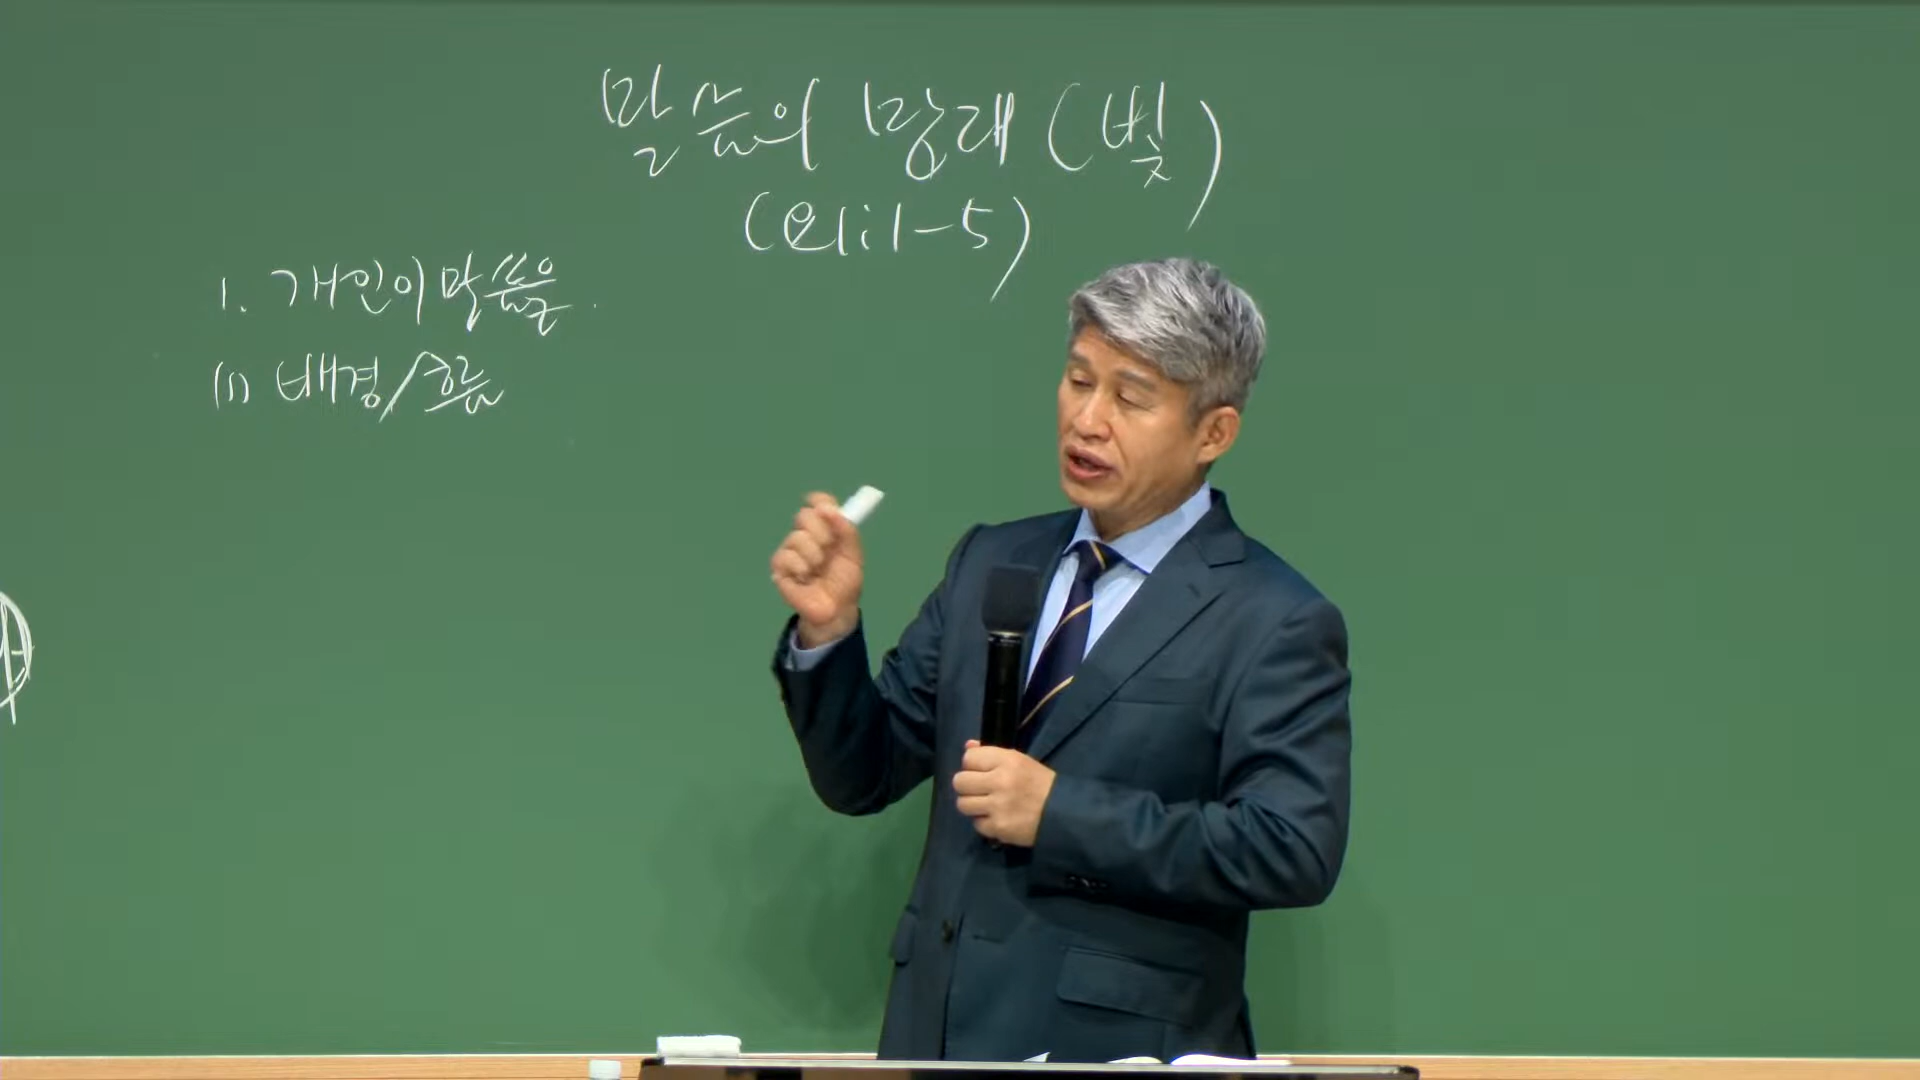 말씀의 망대 (빛)
(요1:1-5)
1. 개인이 말씀을
(1) 배경/흐름